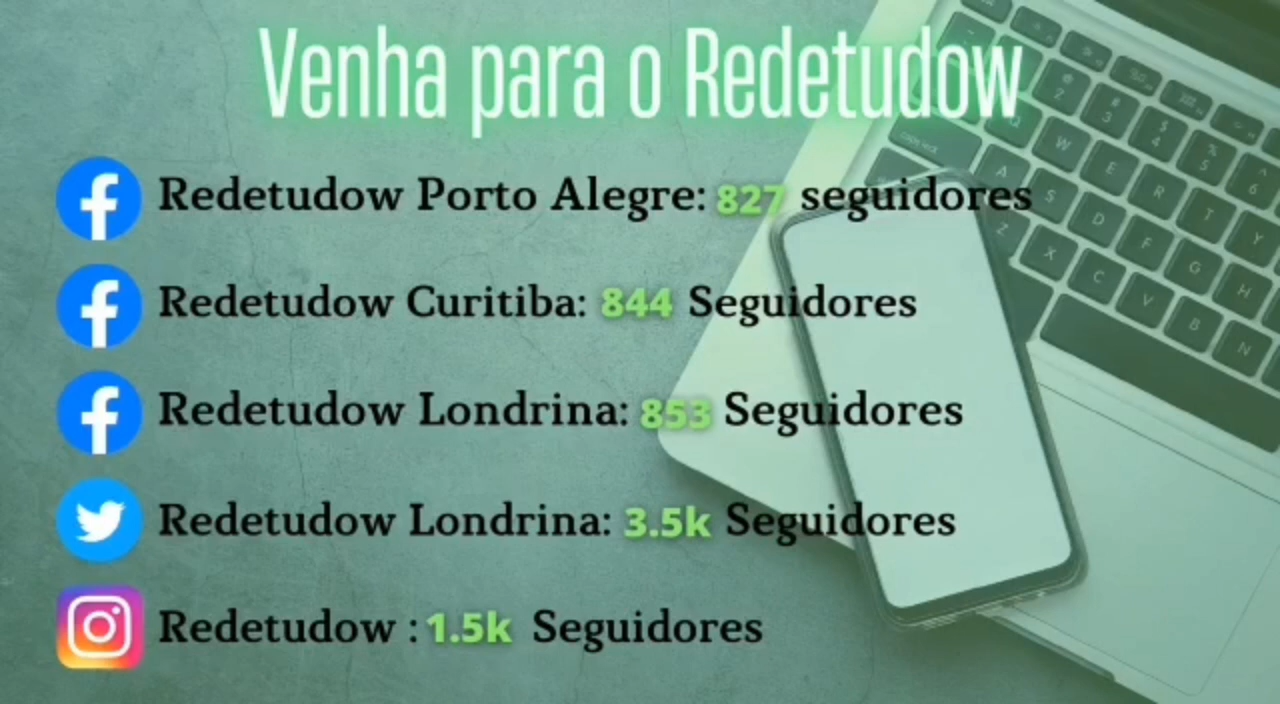 Venha para o Redetudow
Redetudow Porto Alegre: 827 seguidores
Redetudow Curitiba: 844 Seguidores
Redetudow Londrina: 853 Seguidores
Redetudow Londrina: 3.5k Seguidores
Redetudow : 1.5k Seguidores